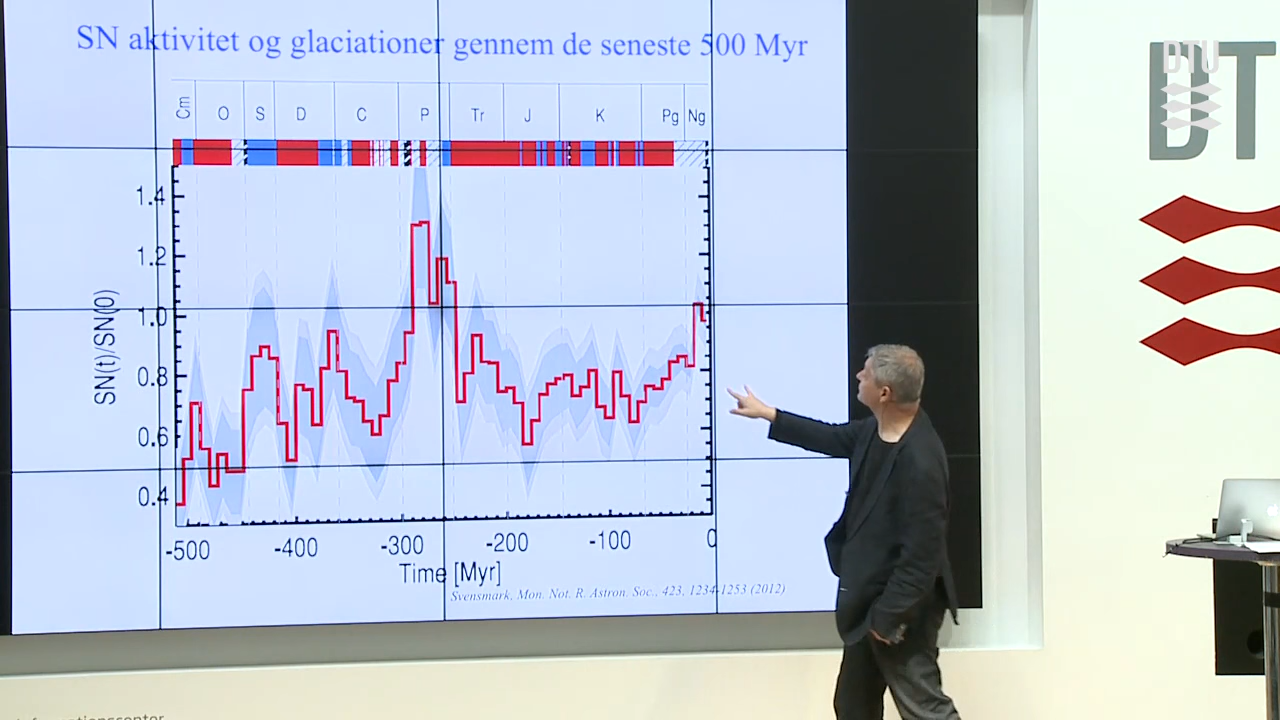 SN aktivitet og glaciationer gennem de seneste 500 Myr
DTU
DT
Cm O S D C P Tr J K Pg Ng
1.4
1.2
1.0
0.8
0.6
0.4
SN(t)/SN(0)
-500 -400 -300 -200 -100 0
Time [Myr]
Svensmark, Mon. Not. R. Astron. Soc., 423, 1234-1253 (2012)